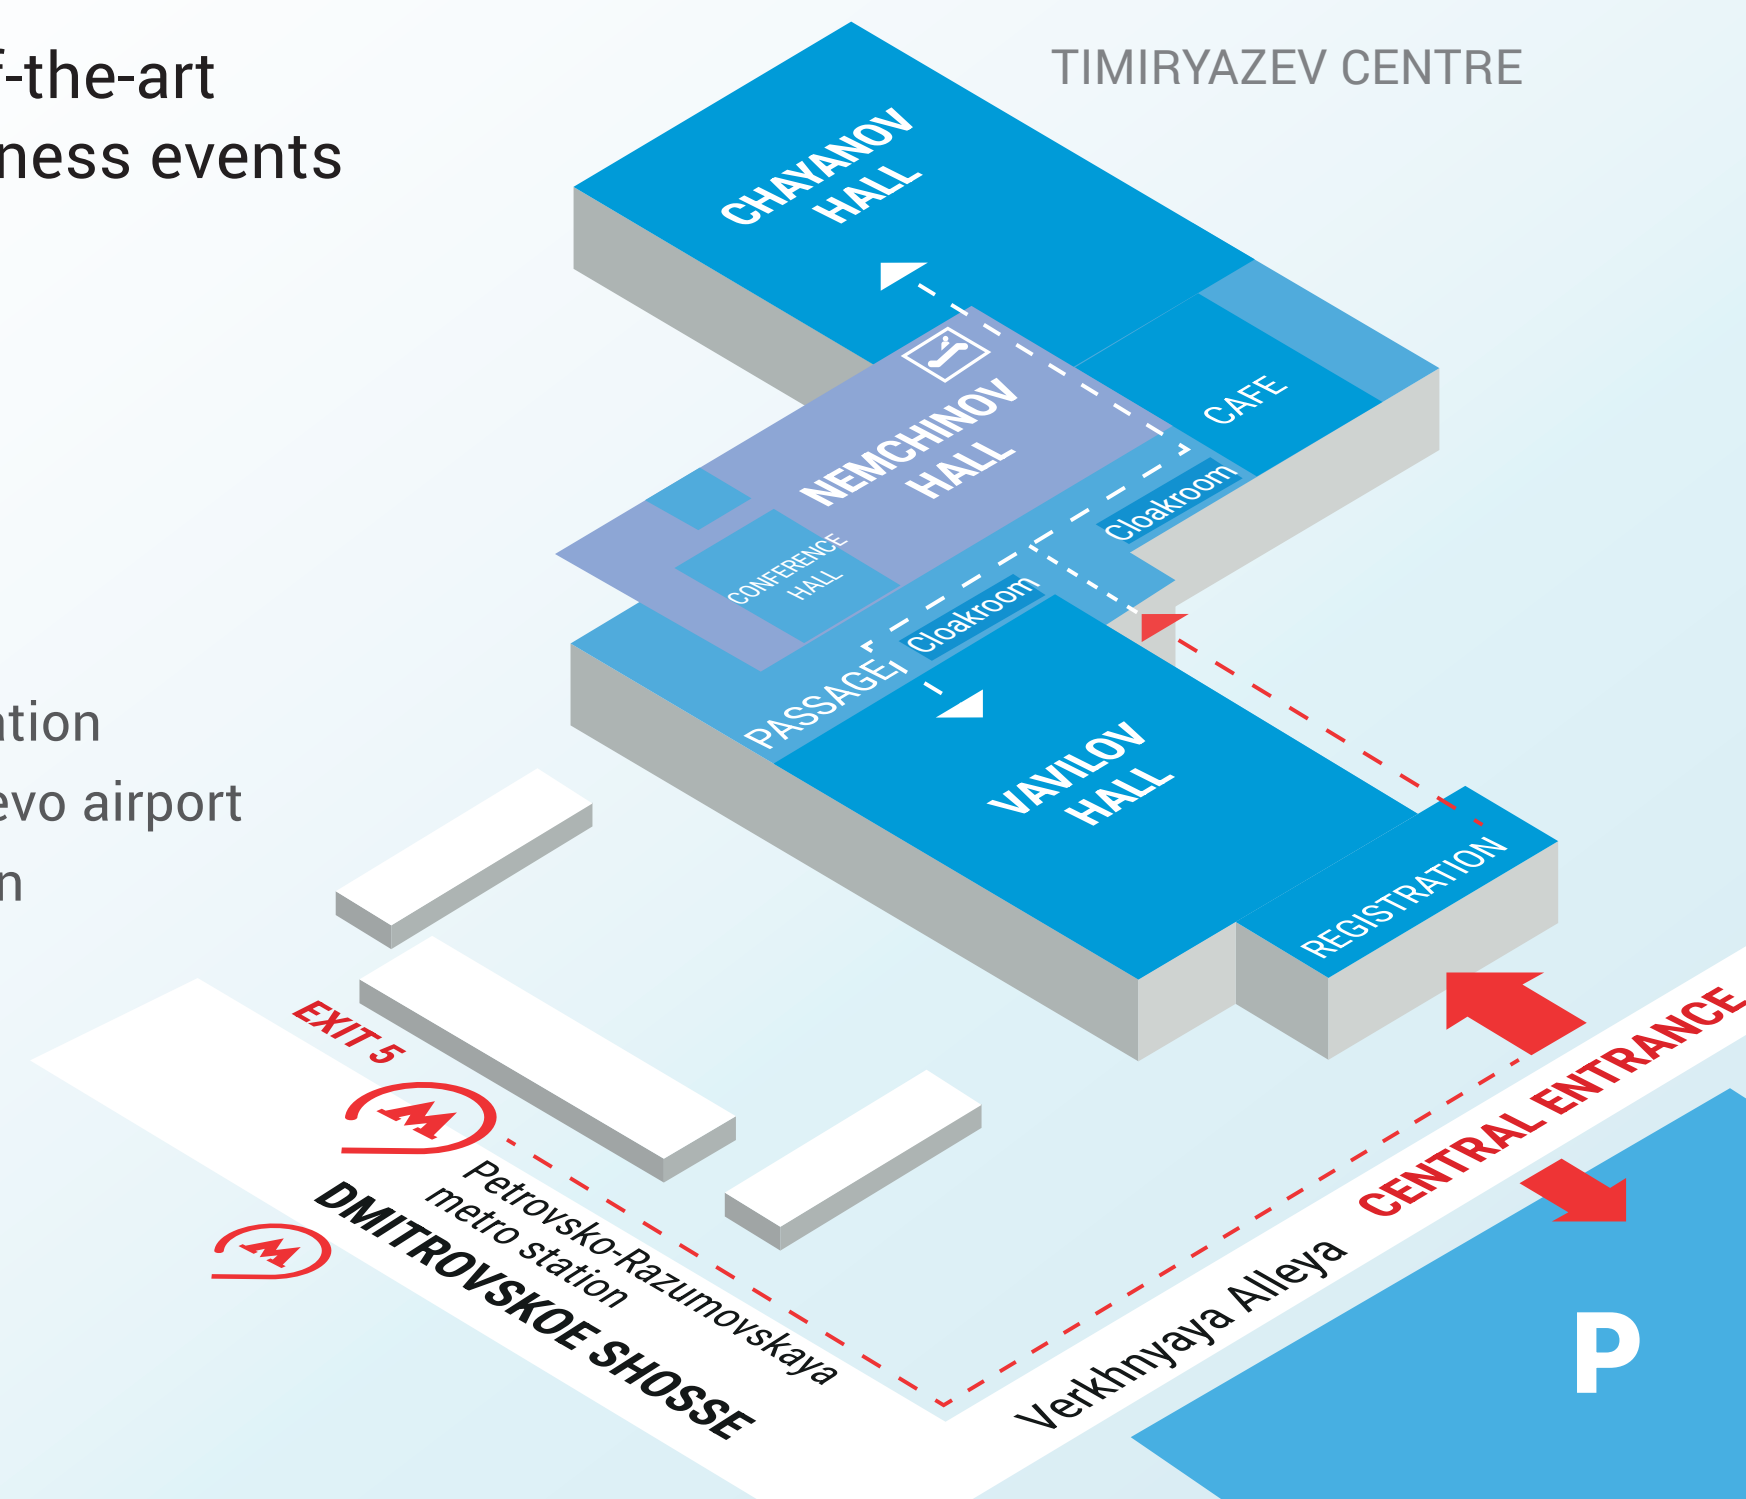 f-the-art
ness events
TIMIRYAZEV CENTRE
CHAYANOV
HALL
CAFE
NEMCHINOV
HALL
Cloakroom
CONFERENCE
HALL
Cloakroom
PASSAGE
VAVILOV
HALL
ation
evo airport
n
REGISTRATION
EXIT 5
CENTRAL ENTRANCE
M
Petrovsko-Razumovskaya
metro station
DMITROVSKOE SHOSSE
M
Verkhnyaya Alleya
P